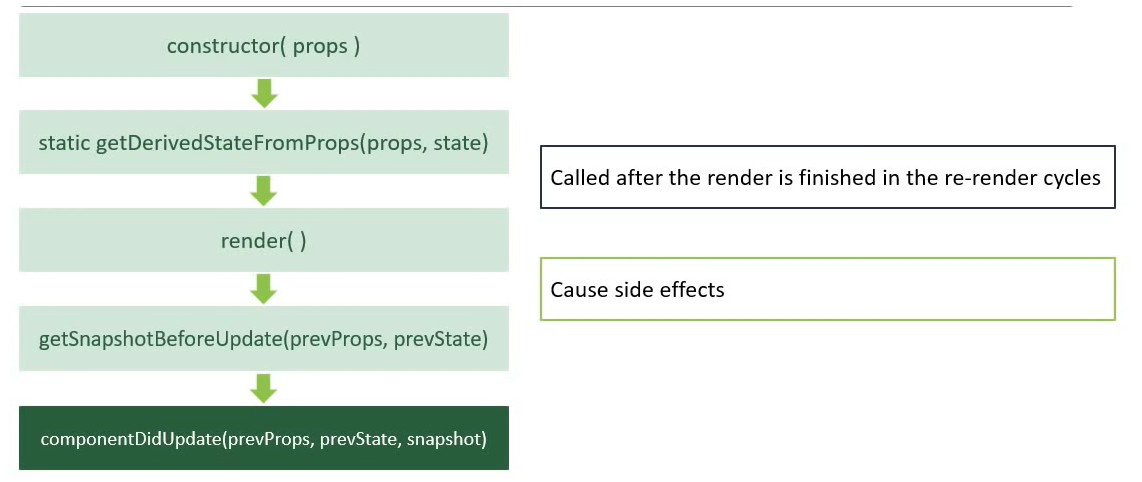 constructor( props )
static getDerivedStateFromProps(props, state)
render( )
getSnapshotBeforeUpdate(prevProps, prevState)
componentDidUpdate(prevProps, prevState, snapshot)
Called after the render is finished in the re-render cycles
Cause side effects